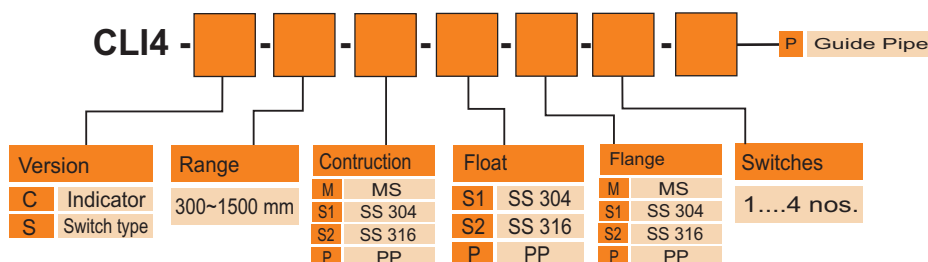 CLI4 - - - - - - - P Guide Pipe
Version
C Indicator
S Switch type
Range
300~1500 mm
Contruction
M MS
S1 SS 304
S2 SS 316
P PP
Float
S1 SS 304
S2 SS 316
P PP
Flange
M MS
S1 SS 304
S2 SS 316
P PP
Switches
1....4 nos.